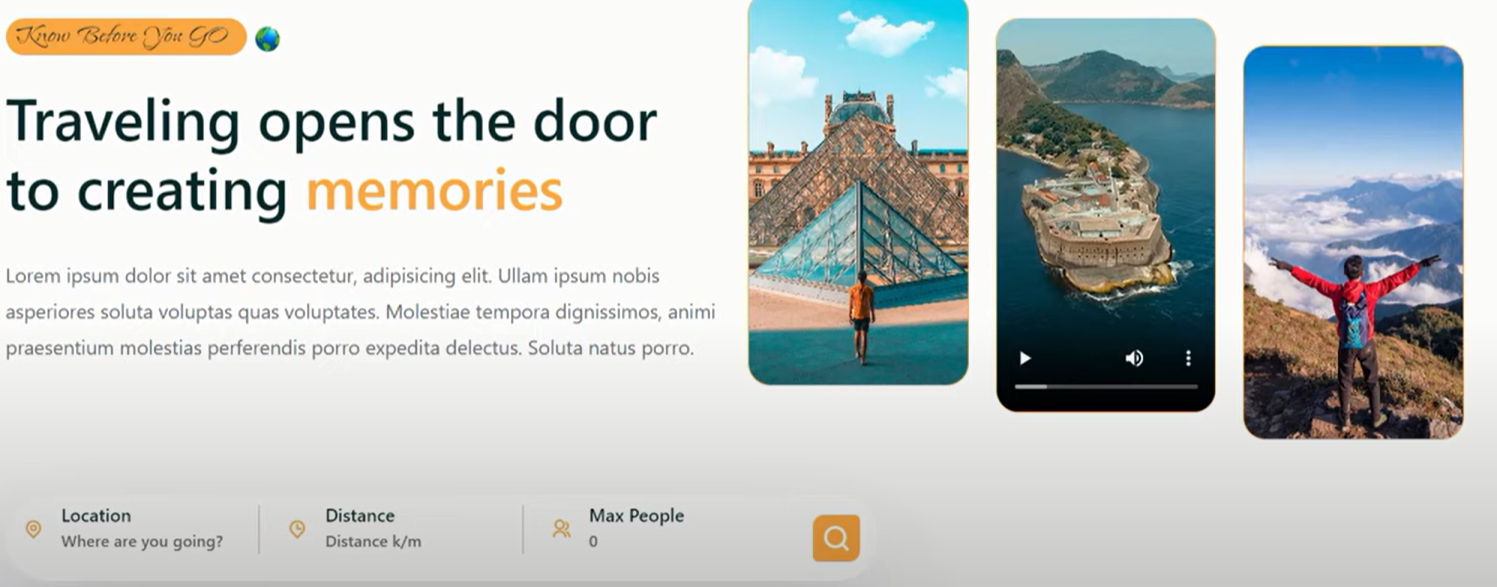 Know Before You GO
Traveling opens the door
to creating memories
Lorem ipsum dolor sit amet consectetur, adipisicing elit. Ullam ipsum nobis
asperiores soluta voluptas quas voluptates. Molestiae tempora dignissimos, animi
praesentium molestias perferendis porro expedita delectus. Soluta natus porro.
Location
Where are you going?
Distance
Distance k/m
Max People
0